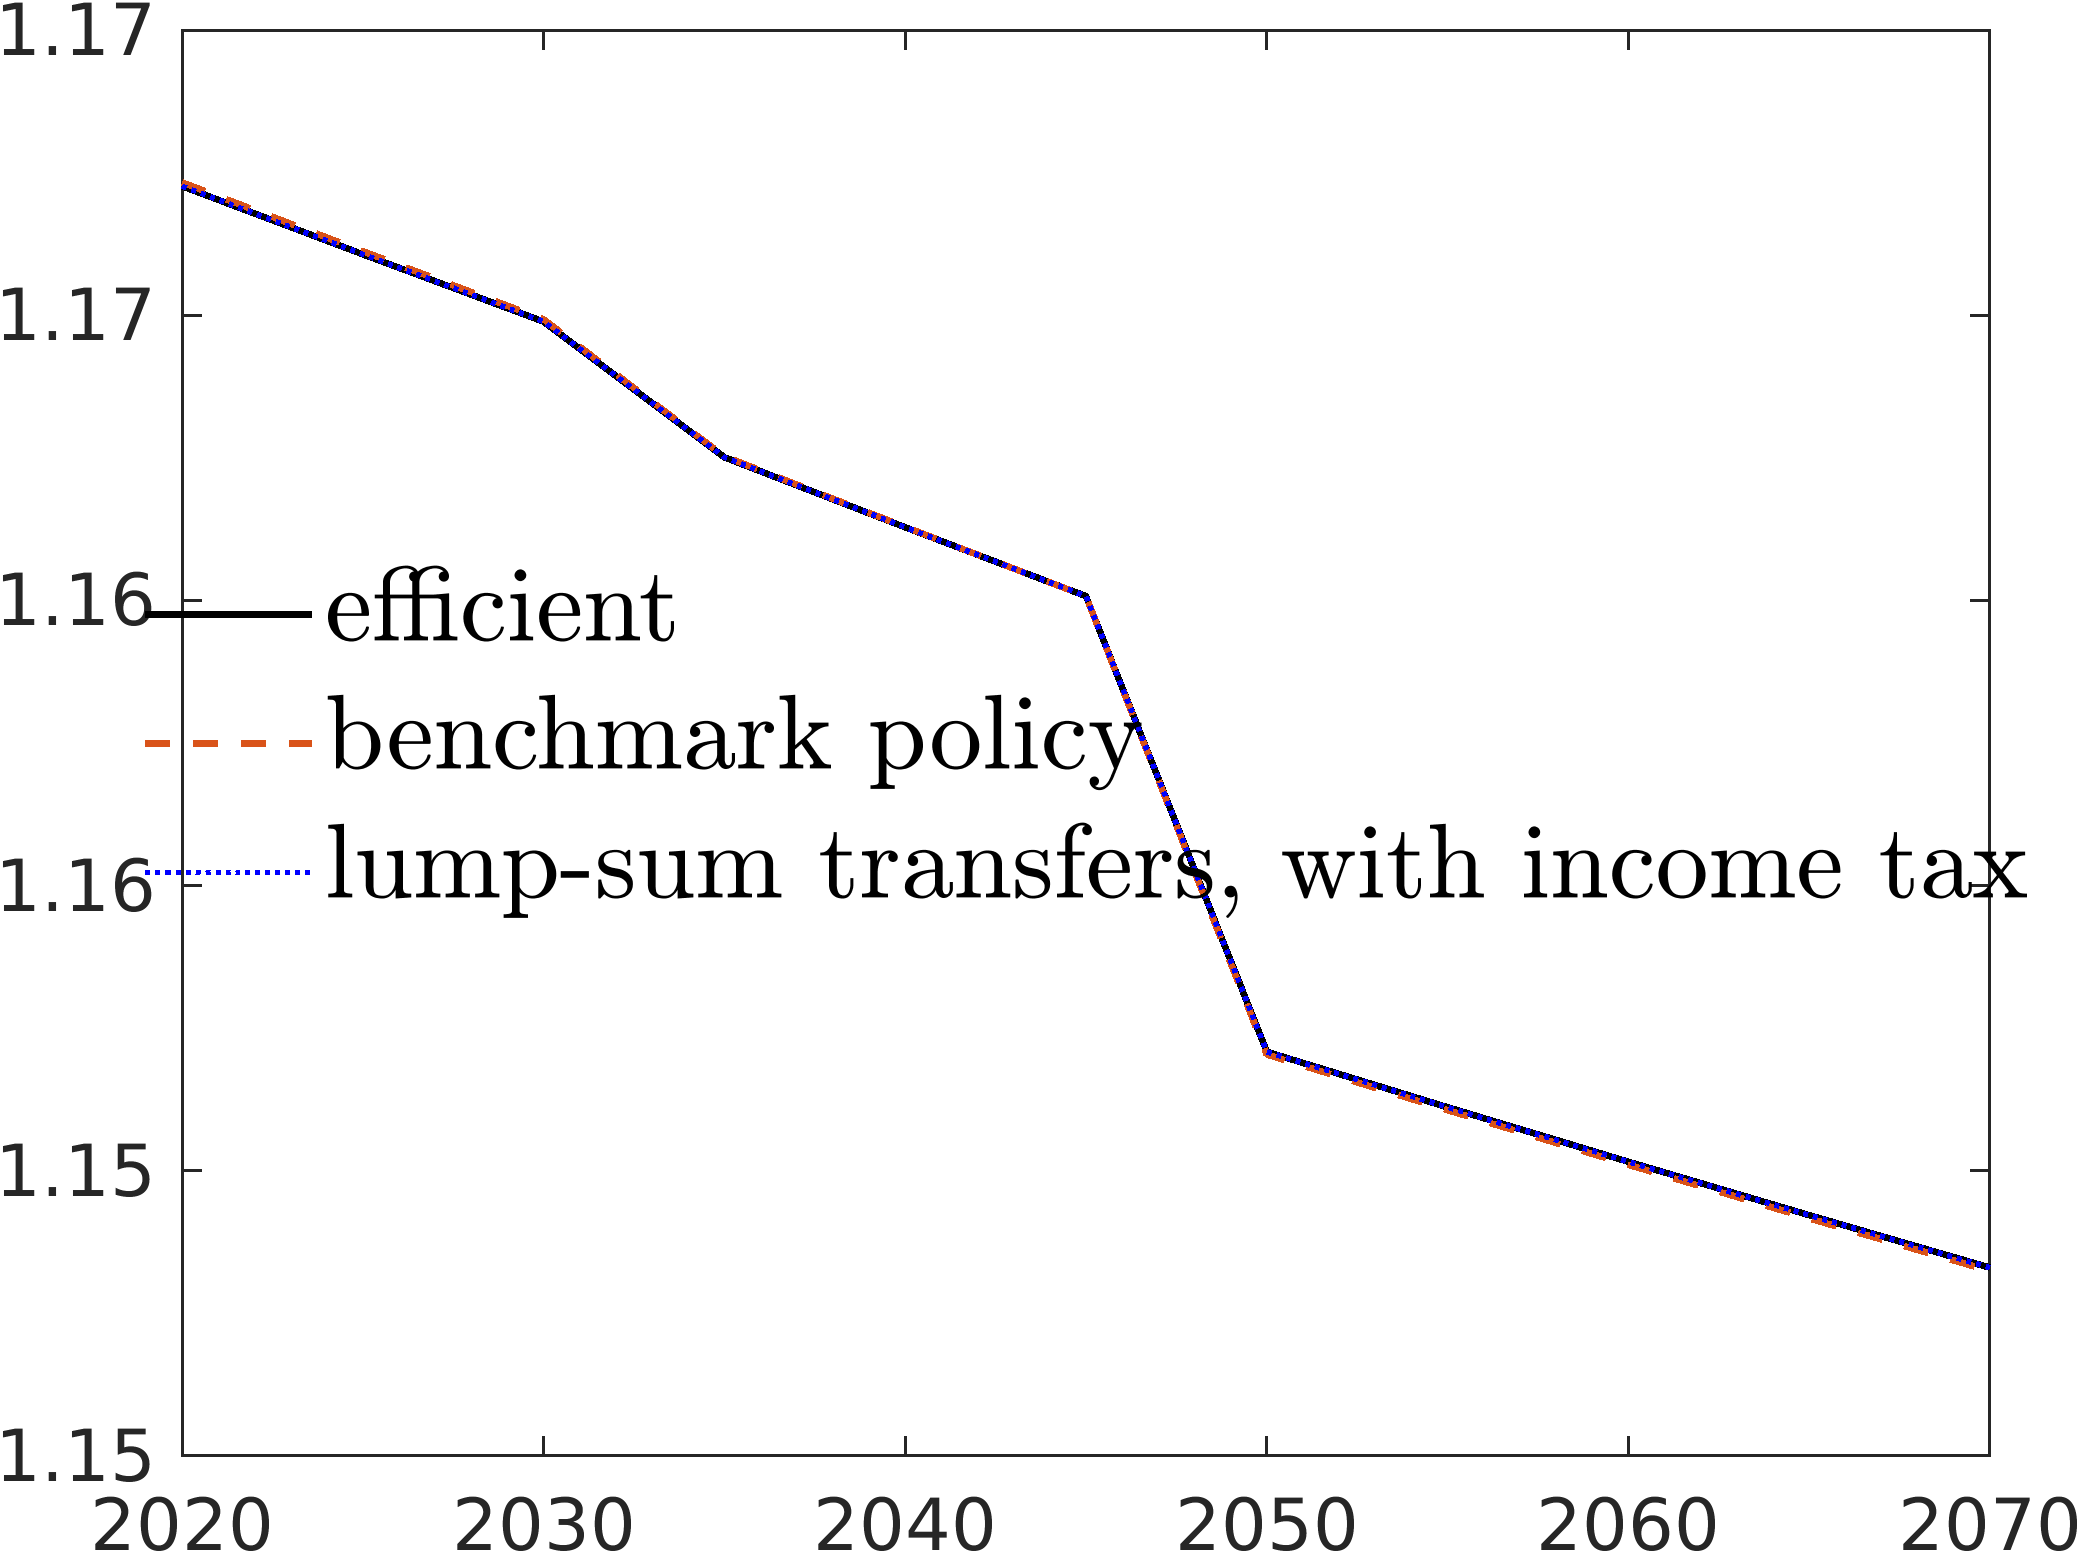 1.17
1.17
1.16
efficient
benchmark policy
1.16
lump-sum transfers, with income tax
1.15
1.15
2020 2030 2040 2050 2060 2070